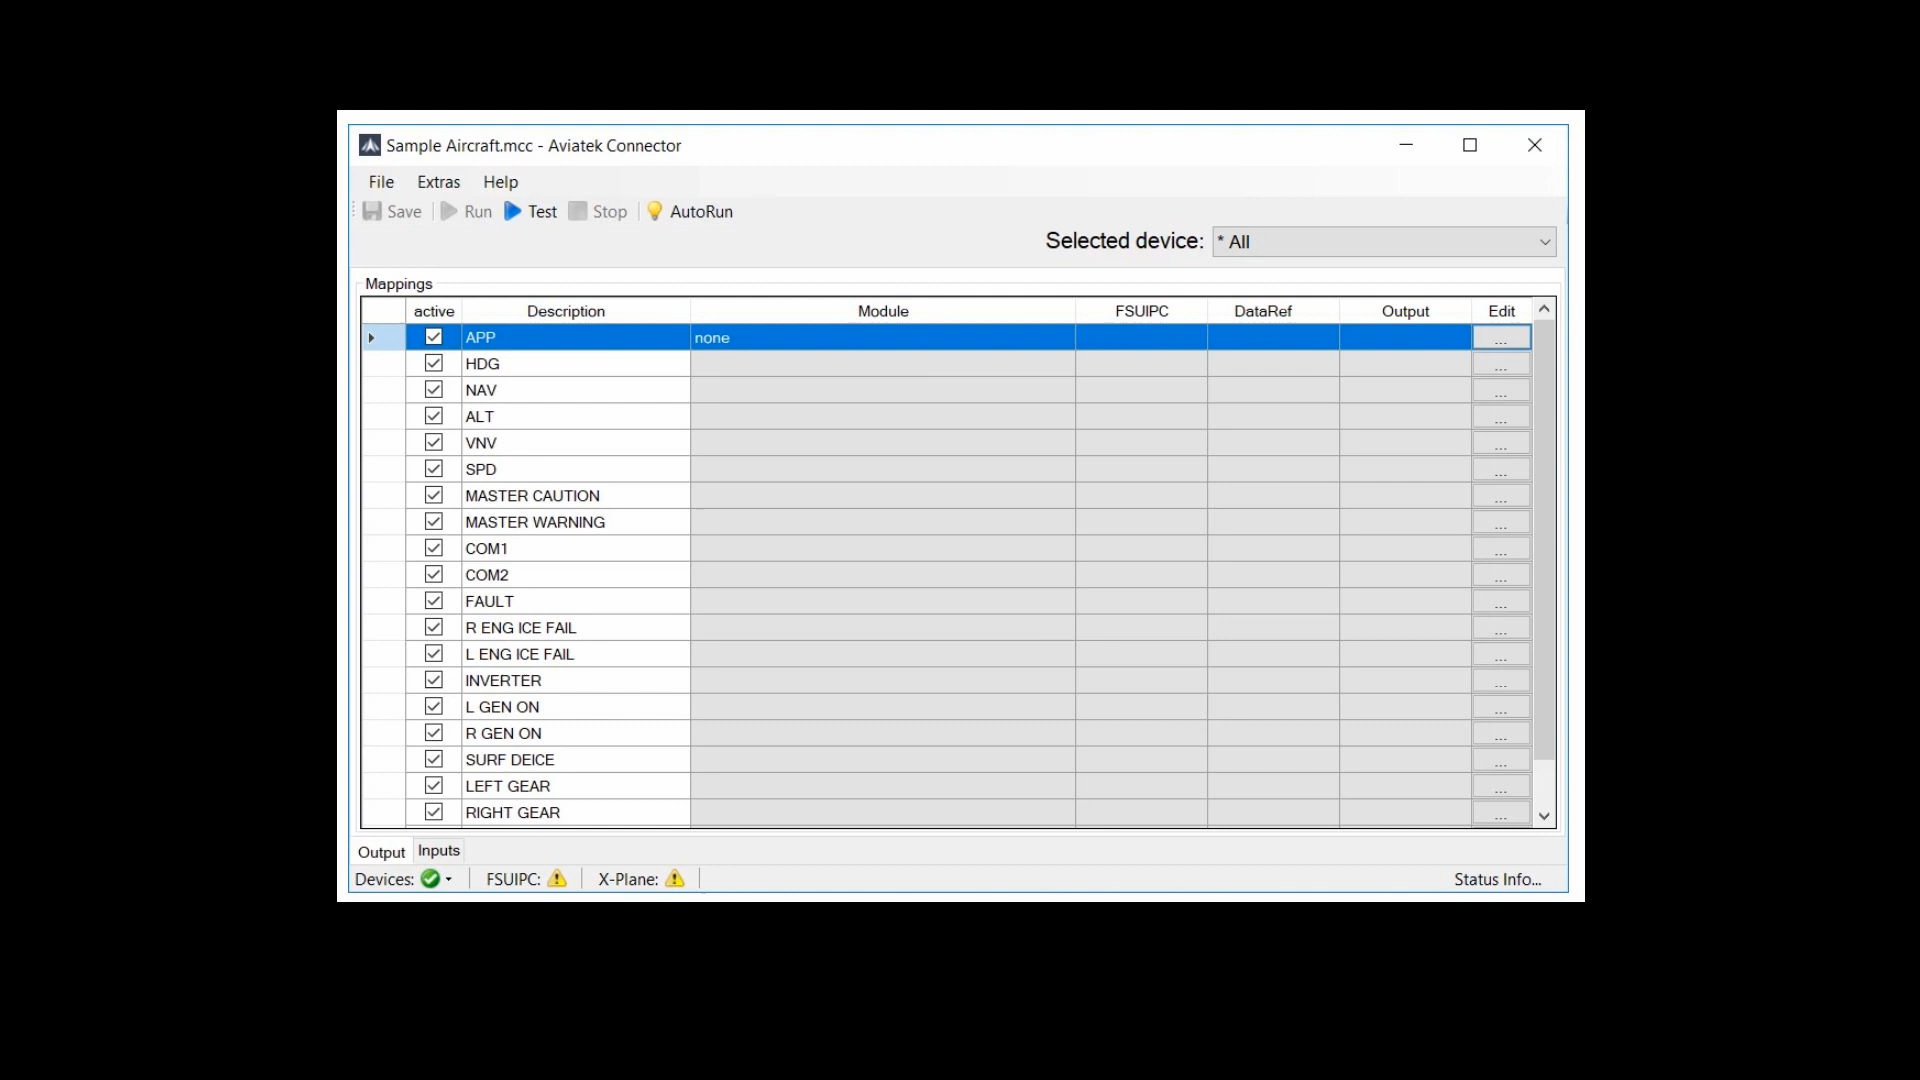 Sample Aircraft.mcc - Aviatek Connector
File Extras Help
Save Run Test Stop AutoRun
Selected device: * All
Mappings
active Description Module FSUIPC DataRef Output Edit
APP none ...
HDG ...
NAV ...
ALT ...
VNV ...
SPD ...
MASTER CAUTION ...
MASTER WARNING ...
COM1 ...
COM2 ...
FAULT ...
R ENG ICE FAIL ...
L ENG ICE FAIL ...
INVERTER ...
L GEN ON ...
R GEN ON ...
SURF DEICE ...
LEFT GEAR ...
RIGHT GEAR ...
Output Inputs
Devices: FSUIPC: X-Plane: Status Info...